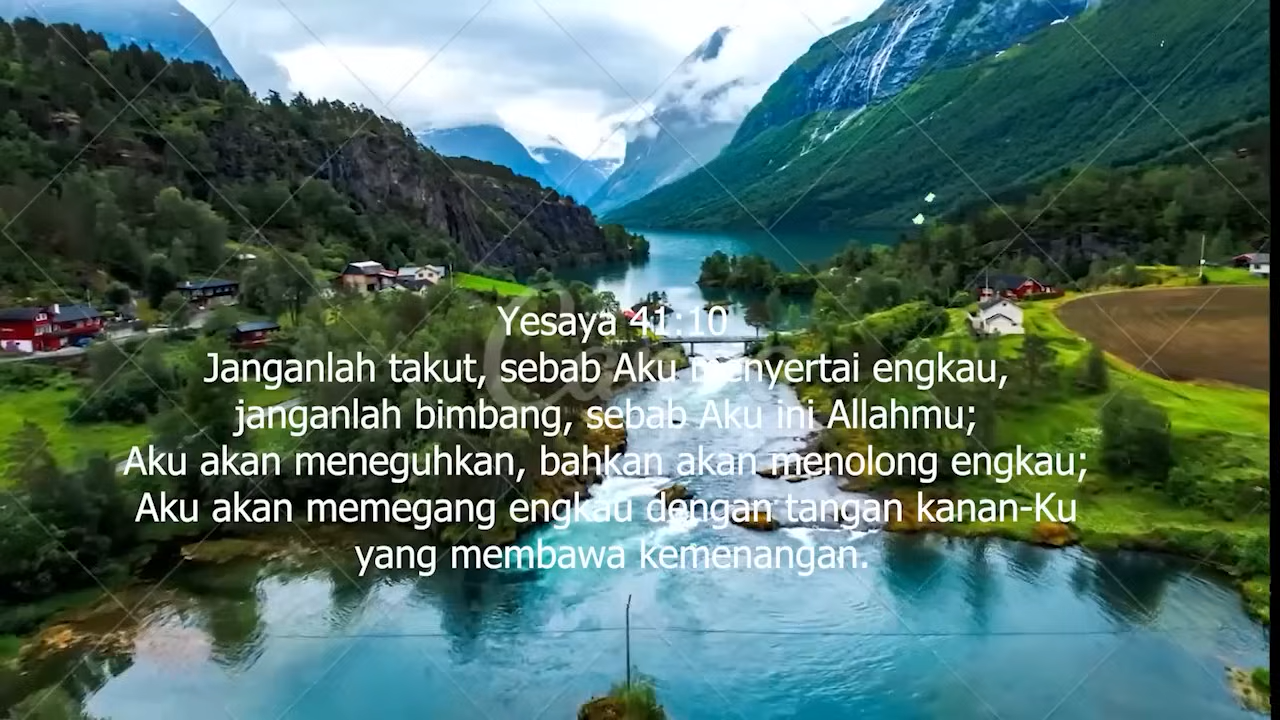 Yesaya 41:10
Janganlah takut, sebab Aku menyertai engkau,
janganlah bimbang, sebab Aku ini Allahmu;
Aku akan meneguhkan, bahkan akan menolong engkau;
Aku akan memegang engkau dengan tangan kanan-Ku
yang membawa kemenangan.